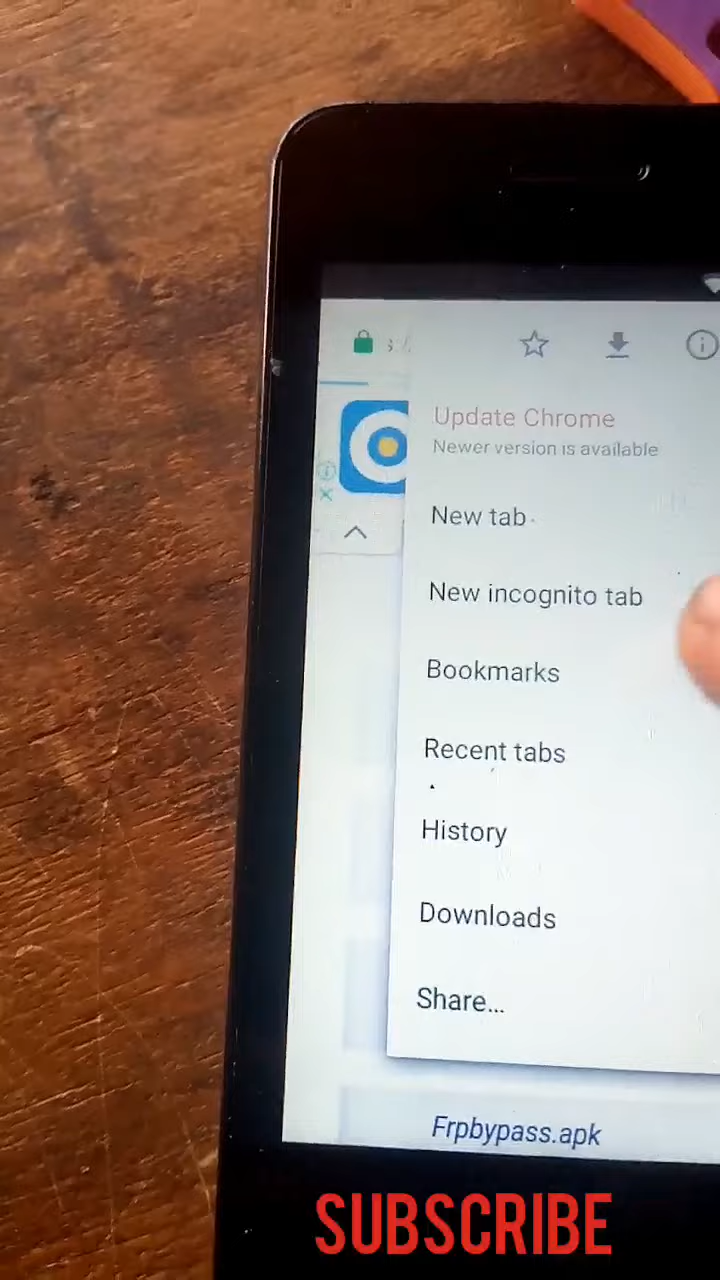 Update Chrome
Newer version is available
New tab
New incognito tab
Bookmarks
Recent tabs
History
Downloads
Share...
Frpbypass.apk
SUBSCRIBE